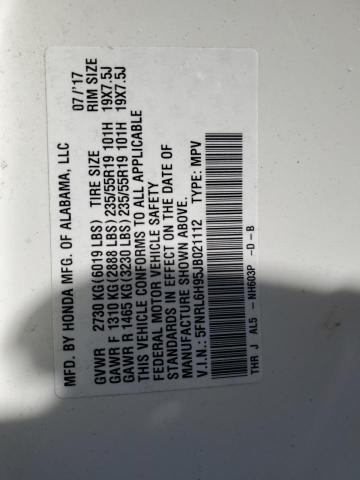 MFD. BY HONDA MFG. OF ALABAMA, LLC 07/'17
GVWR 2730 KG(6019 LBS) TIRE SIZE RIM SIZE
GAWR F 1310 KG(2888 LBS)235/55R19 101H 19X7.5J
GAWR R 1465 KG(3230 LBS)235/55R19 101H 19X7.5J
THIS VEHICLE CONFORMS TO ALL APPLICABLE
FEDERAL MOTOR VEHICLE SAFETY
STANDARDS IN EFFECT ON THE DATE OF
MANUFACTURE SHOWN ABOVE.
V.I.N.: 5FNRL6H95JB021112 TYPE: MPV
THR J AL5 - NH603P -D-B